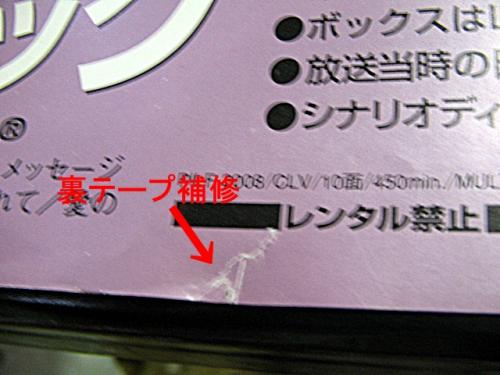 ック
●ボックスは
●放送当時の
●シナリオディ
®
メッセージ
れて／愛の
裏テープ補修
/CLV/10面/450min./MUL
レンタル禁止